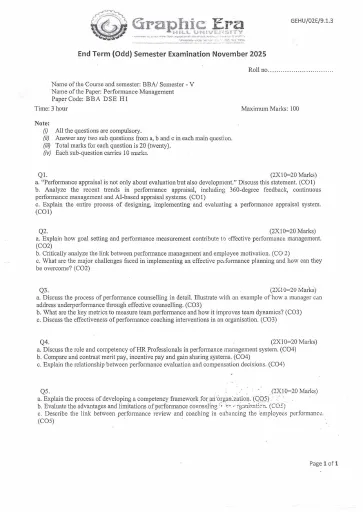 GEHU/02E/9.1.3
Graphic Era
HILL UNIVERSITY
End Term (Odd) Semester Examination November 2025
Roll no................................
Name of the Course and semester: BBA/ Semester - V
Name of the Paper: Performance Management
Paper Code: BBA DSE H1
Time: 3 hour Maximum Marks: 100
Note:
(i) All the questions are compulsory.
(ii) Answer any two sub questions from a, b and c in each main question.
(iii) Total marks for each question is 20 (twenty).
(iv) Each sub-question carries 10 marks.
Q1. (2X10=20 Marks)
a. "Performance appraisal is not only about evaluation but also development." Discuss this statement. (CO1)
b. Analyze the recent trends in performance appraisal, including 360-degree feedback, continuous
performance management and AI-based appraisal systems. (CO1)
c. Explain the entire process of designing, implementing and evaluating a performance appraisal system.
(CO1)
Q2. (2X10=20 Marks)
a. Explain how goal setting and performance measurement contribute to effective performance management.
(CO2)
b. Critically analyze the link between performance management and employee motivation. (CO2)
c. What are the major challenges faced in implementing an effective performance planning and how can they
be overcome? (CO2)
Q3. (2X10=20 Marks)
a. Discuss the process of performance counselling in detail. Illustrate with an example of how a manager can
address underperformance through effective counselling. (CO3)
b. What are the key metrics to measure team performance and how it improves team dynamics? (CO3)
c. Discuss the effectiveness of performance coaching interventions in an organisation. (CO3)
Q4. (2X10=20 Marks)
a. Discuss the role and competency of HR Professionals in performance management system. (CO4)
b. Compare and contrast merit pay, incentive pay and gain sharing systems. (CO4)
c. Explain the relationship between performance evaluation and compensation decisions. (CO4)
Q5. (2X10=20 Marks)
a. Explain the process of developing a competency framework for an organization. (CO5)
b. Evaluate the advantages and limitations of performance counseling in an organization. (CO5)
c. Describe the link between performance review and coaching in enhancing the employees performance.
(CO5)
Page 1 of 1